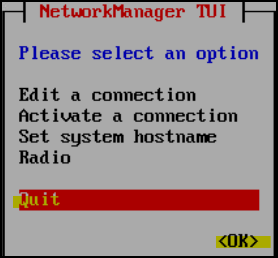 NetworkManager TUI
Please select an option
Edit a connection
Activate a connection
Set system hostname
Radio
Quit
<OK>